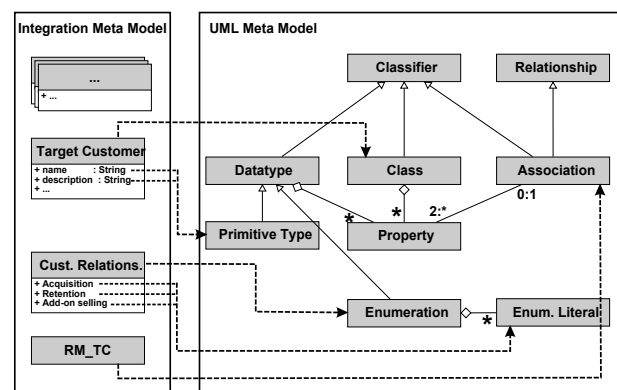 Integration Meta Model
UML Meta Model
...
+ ...
Classifier
Relationship
Target Customer
+ name : String
+ description : String
+ ...
Datatype
Class
Association
0:1
2:*
*
*
Primitive Type
Property
Cust. Relations.
+ Acquisition
+ Retention
+ Add-on selling
Enumeration
*
Enum. Literal
RM_TC